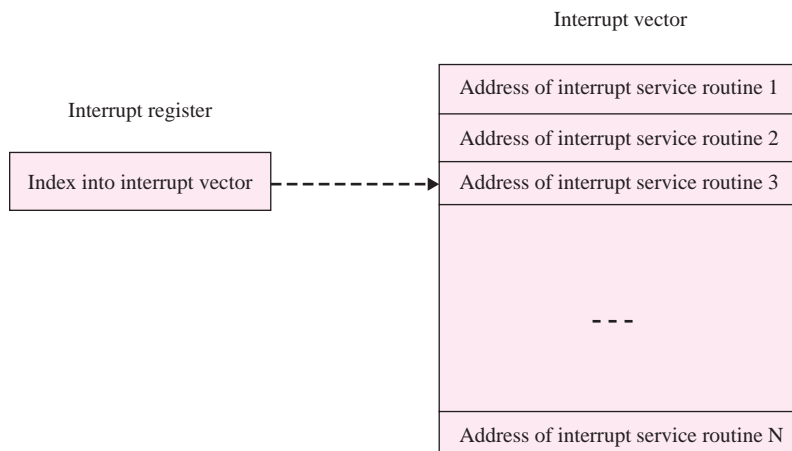 Interrupt vector
Address of interrupt service routine 1
Interrupt register
Address of interrupt service routine 2
Index into interrupt vector
Address of interrupt service routine 3
- - -
Address of interrupt service routine N